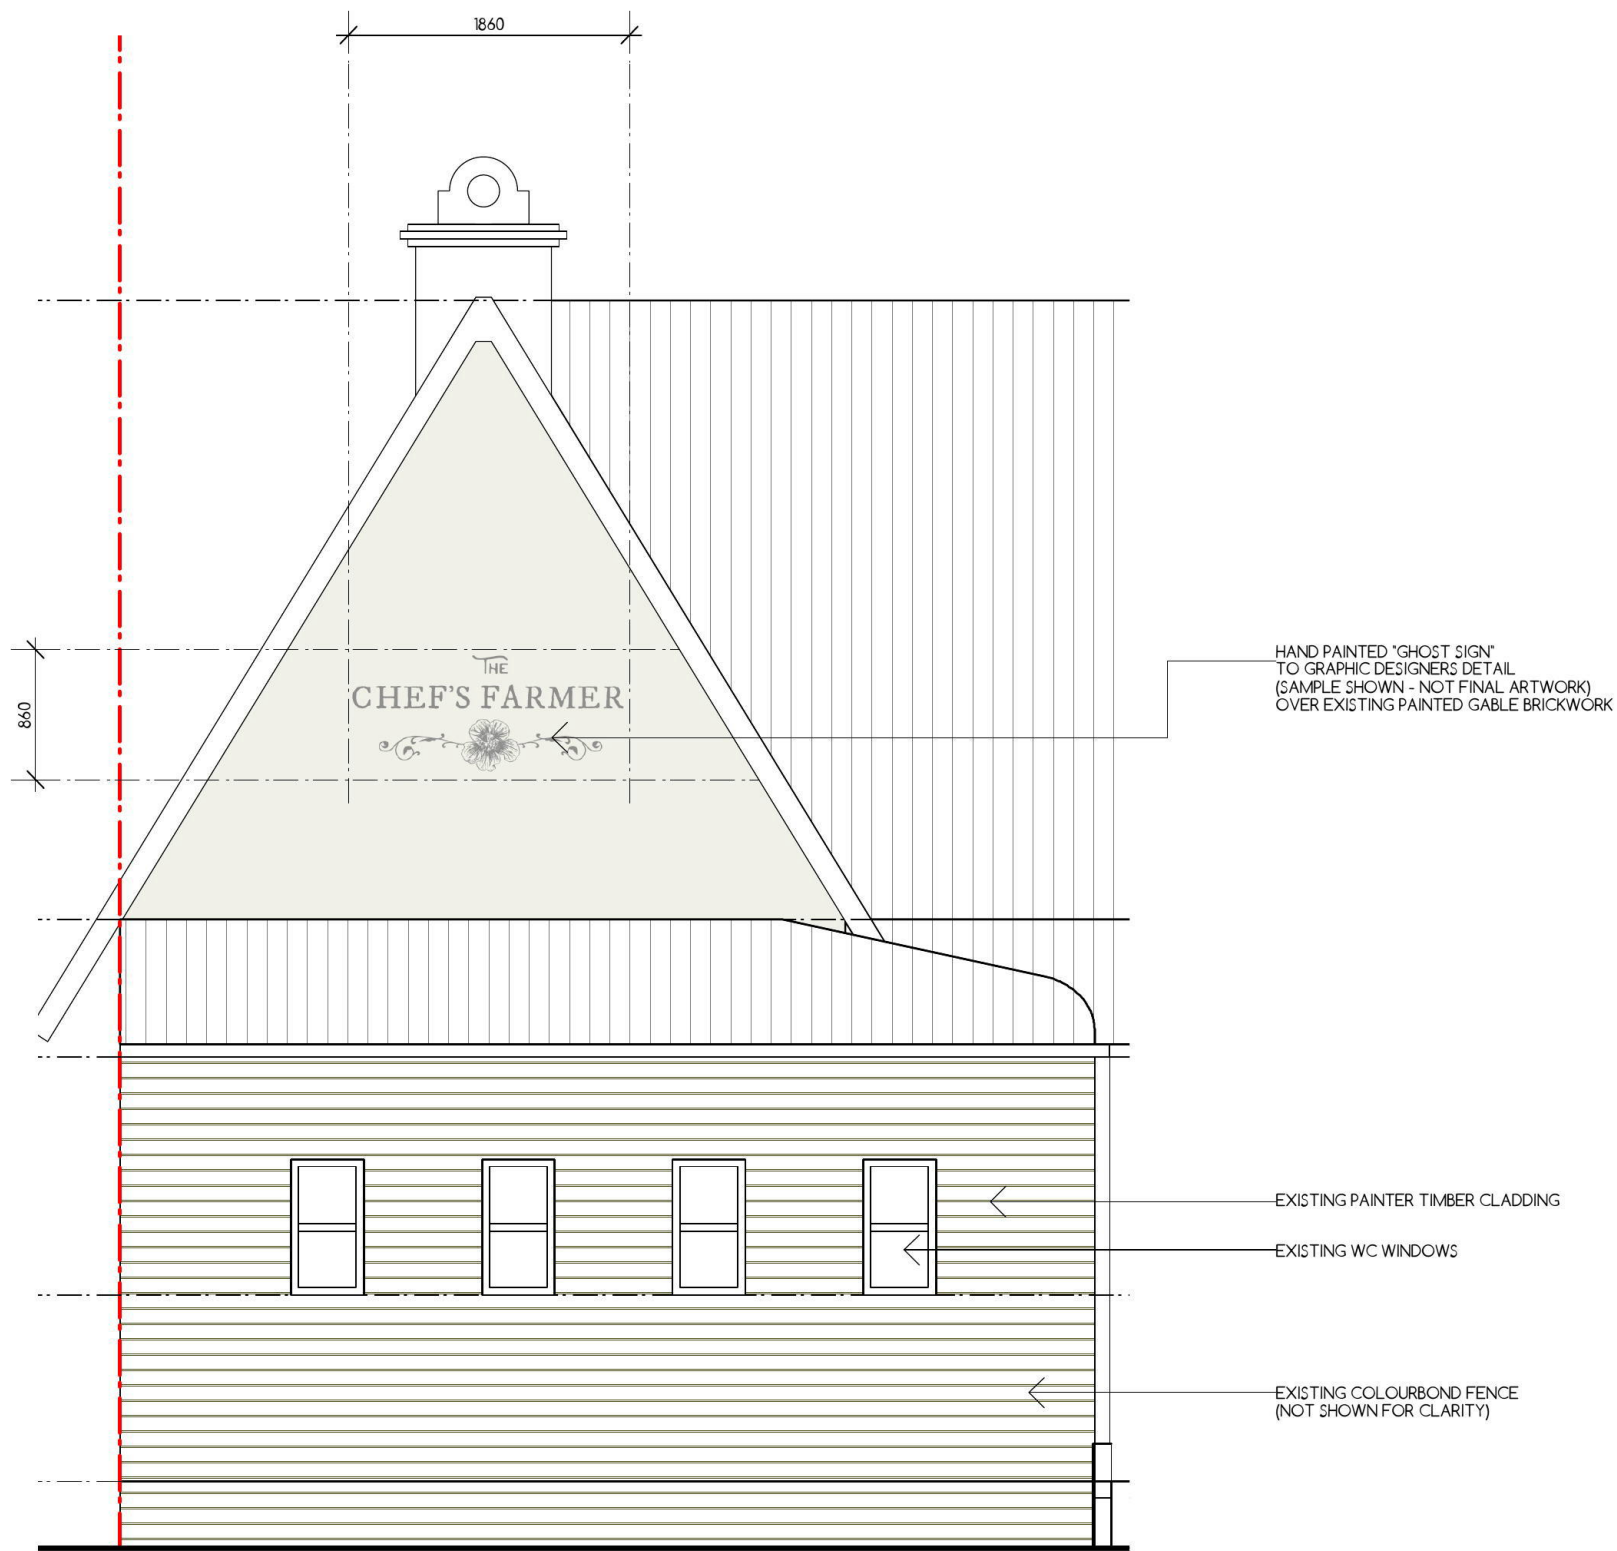 1860
HAND PAINTED "GHOST SIGN"
TO GRAPHIC DESIGNERS DETAIL
(SAMPLE SHOWN - NOT FINAL ARTWORK)
OVER EXISTING PAINTED GABLE BRICKWORK
THE
CHEF'S FARMER
860
EXISTING PAINTER TIMBER CLADDING
EXISTING WC WINDOWS
EXISTING COLOURBOND FENCE
(NOT SHOWN FOR CLARITY)